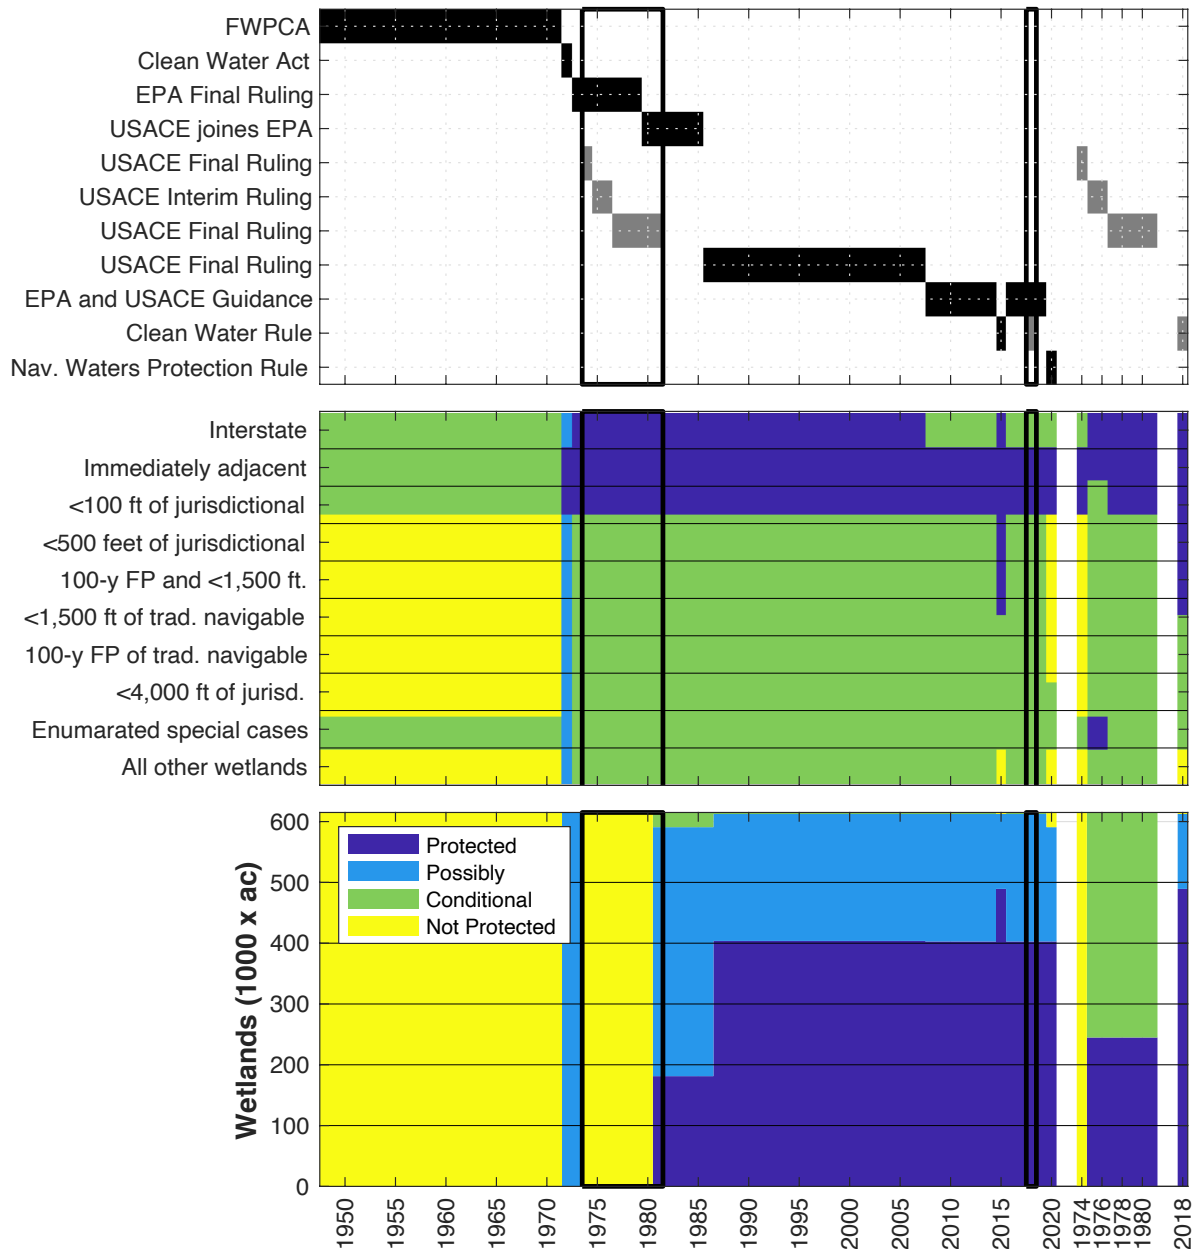 FWPCA
Clean Water Act
EPA Final Ruling
USACE joines EPA
USACE Final Ruling
USACE Interim Ruling
USACE Final Ruling
USACE Final Ruling
EPA and USACE Guidance
Clean Water Rule
Nav. Waters Protection Rule
Interstate
Immediately adjacent
<100 ft of jurisdictional
<500 feet of jurisdictional
100-y FP and <1,500 ft.
<1,500 ft of trad. navigable
100-y FP of trad. navigable
<4,000 ft of jurisd.
Enumarated special cases
All other wetlands
Wetlands (1000 x ac)
600
500
400
300
200
100
0
Protected
Possibly
Conditional
Not Protected
1950
1955
1960
1965
1970
1975
1980
1985
1990
1995
2000
2005
2010
2015
2020
1974
1976
1978
1980
2018